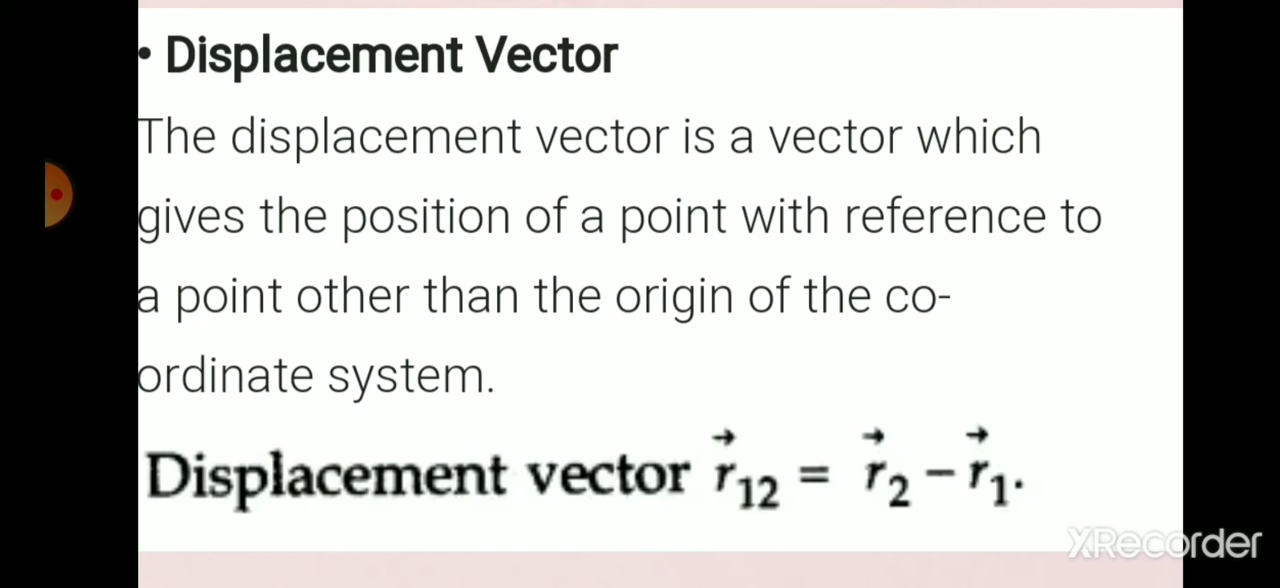 • Displacement Vector
The displacement vector is a vector which
gives the position of a point with reference to
a point other than the origin of the co-
ordinate system.
Displacement vector r⃗₁₂ = r⃗₂ − r⃗₁.
XRecorder